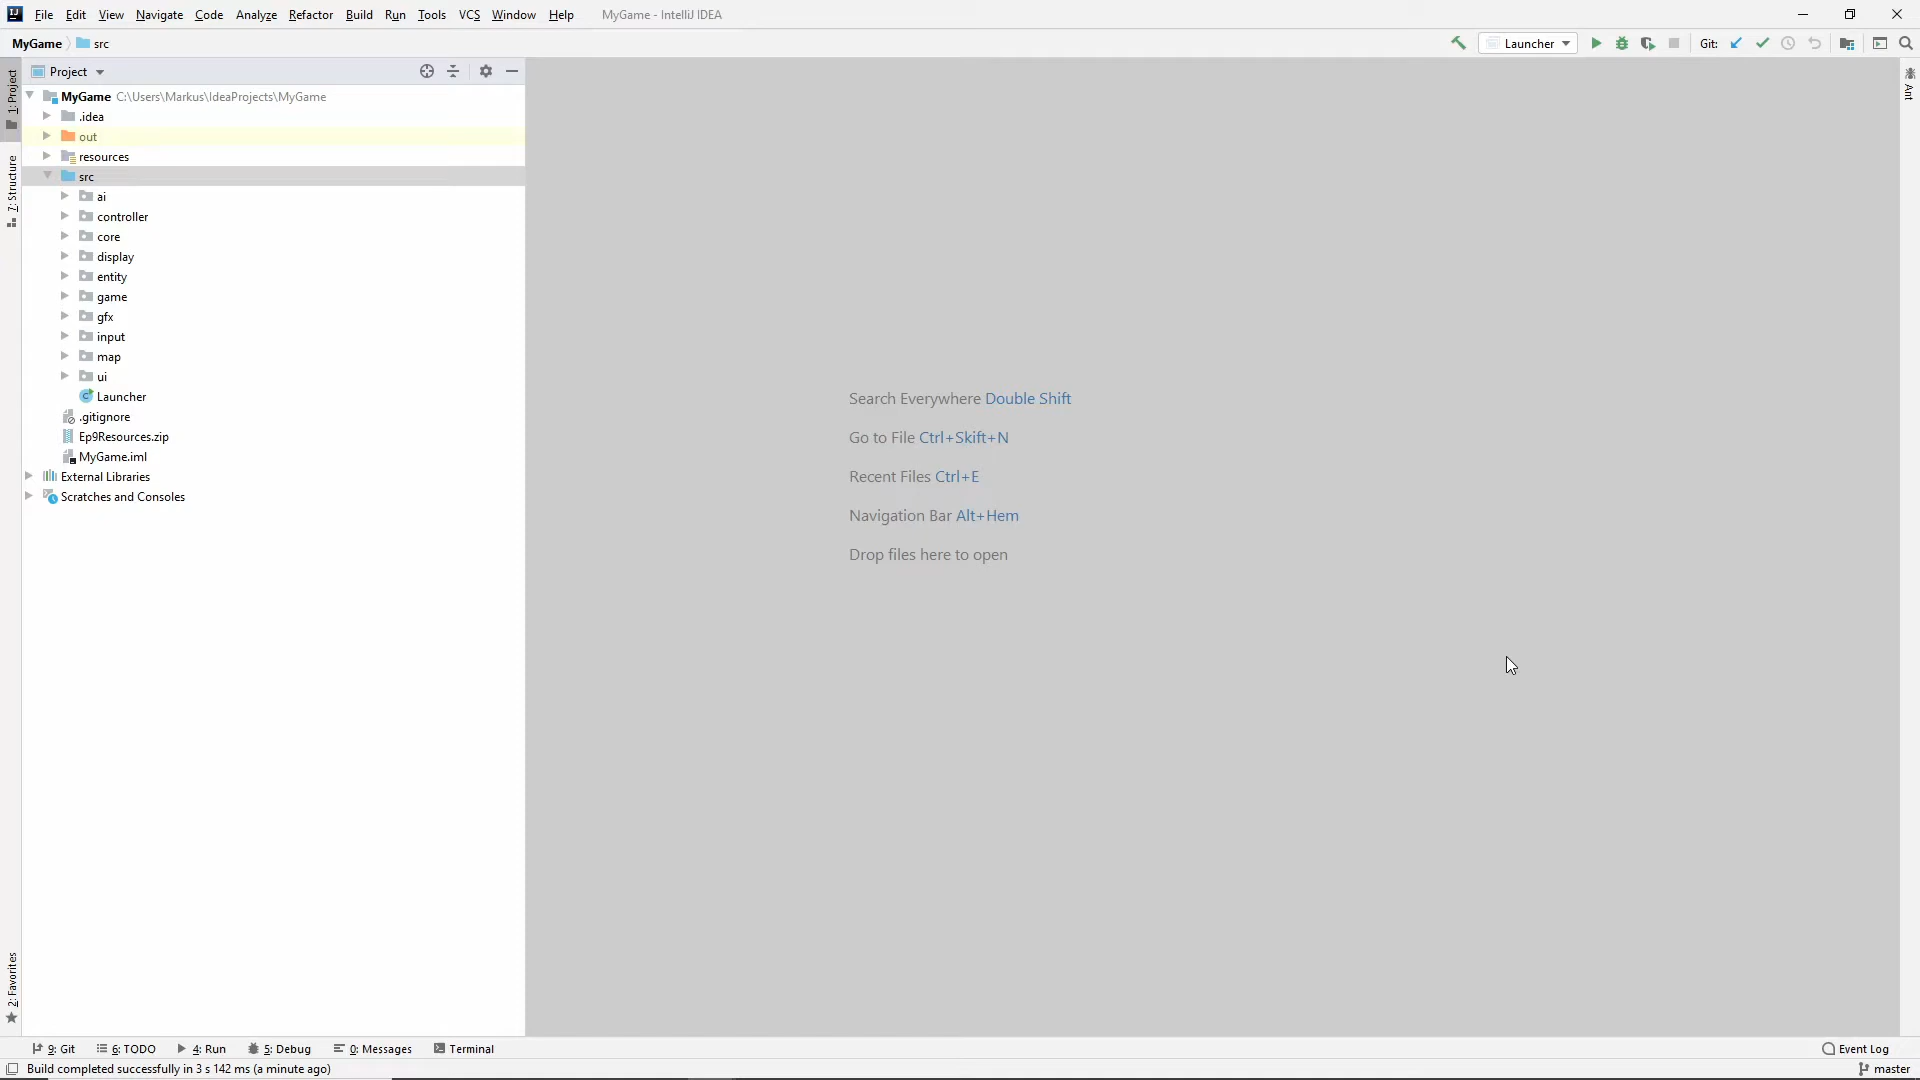 File Edit View Navigate Code Analyze Refactor Build Run Tools VCS Window Help MyGame - IntelliJ IDEA
MyGame src Launcher Git:
1: Project
Project
MyGame C:\Users\Markus\IdeaProjects\MyGame
.idea
out
resources
src
ai
controller
core
display
entity
game
gfx
input
map
ui
Launcher
.gitignore
Ep9Resources.zip
MyGame.iml
External Libraries
Scratches and Consoles
7: Structure
2: Favorites
Search Everywhere Double Shift
Go to File Ctrl+Skift+N
Recent Files Ctrl+E
Navigation Bar Alt+Hem
Drop files here to open
Ant
9: Git 6: TODO 4: Run 5: Debug 0: Messages Terminal Event Log
Build completed successfully in 3 s 142 ms (a minute ago) master